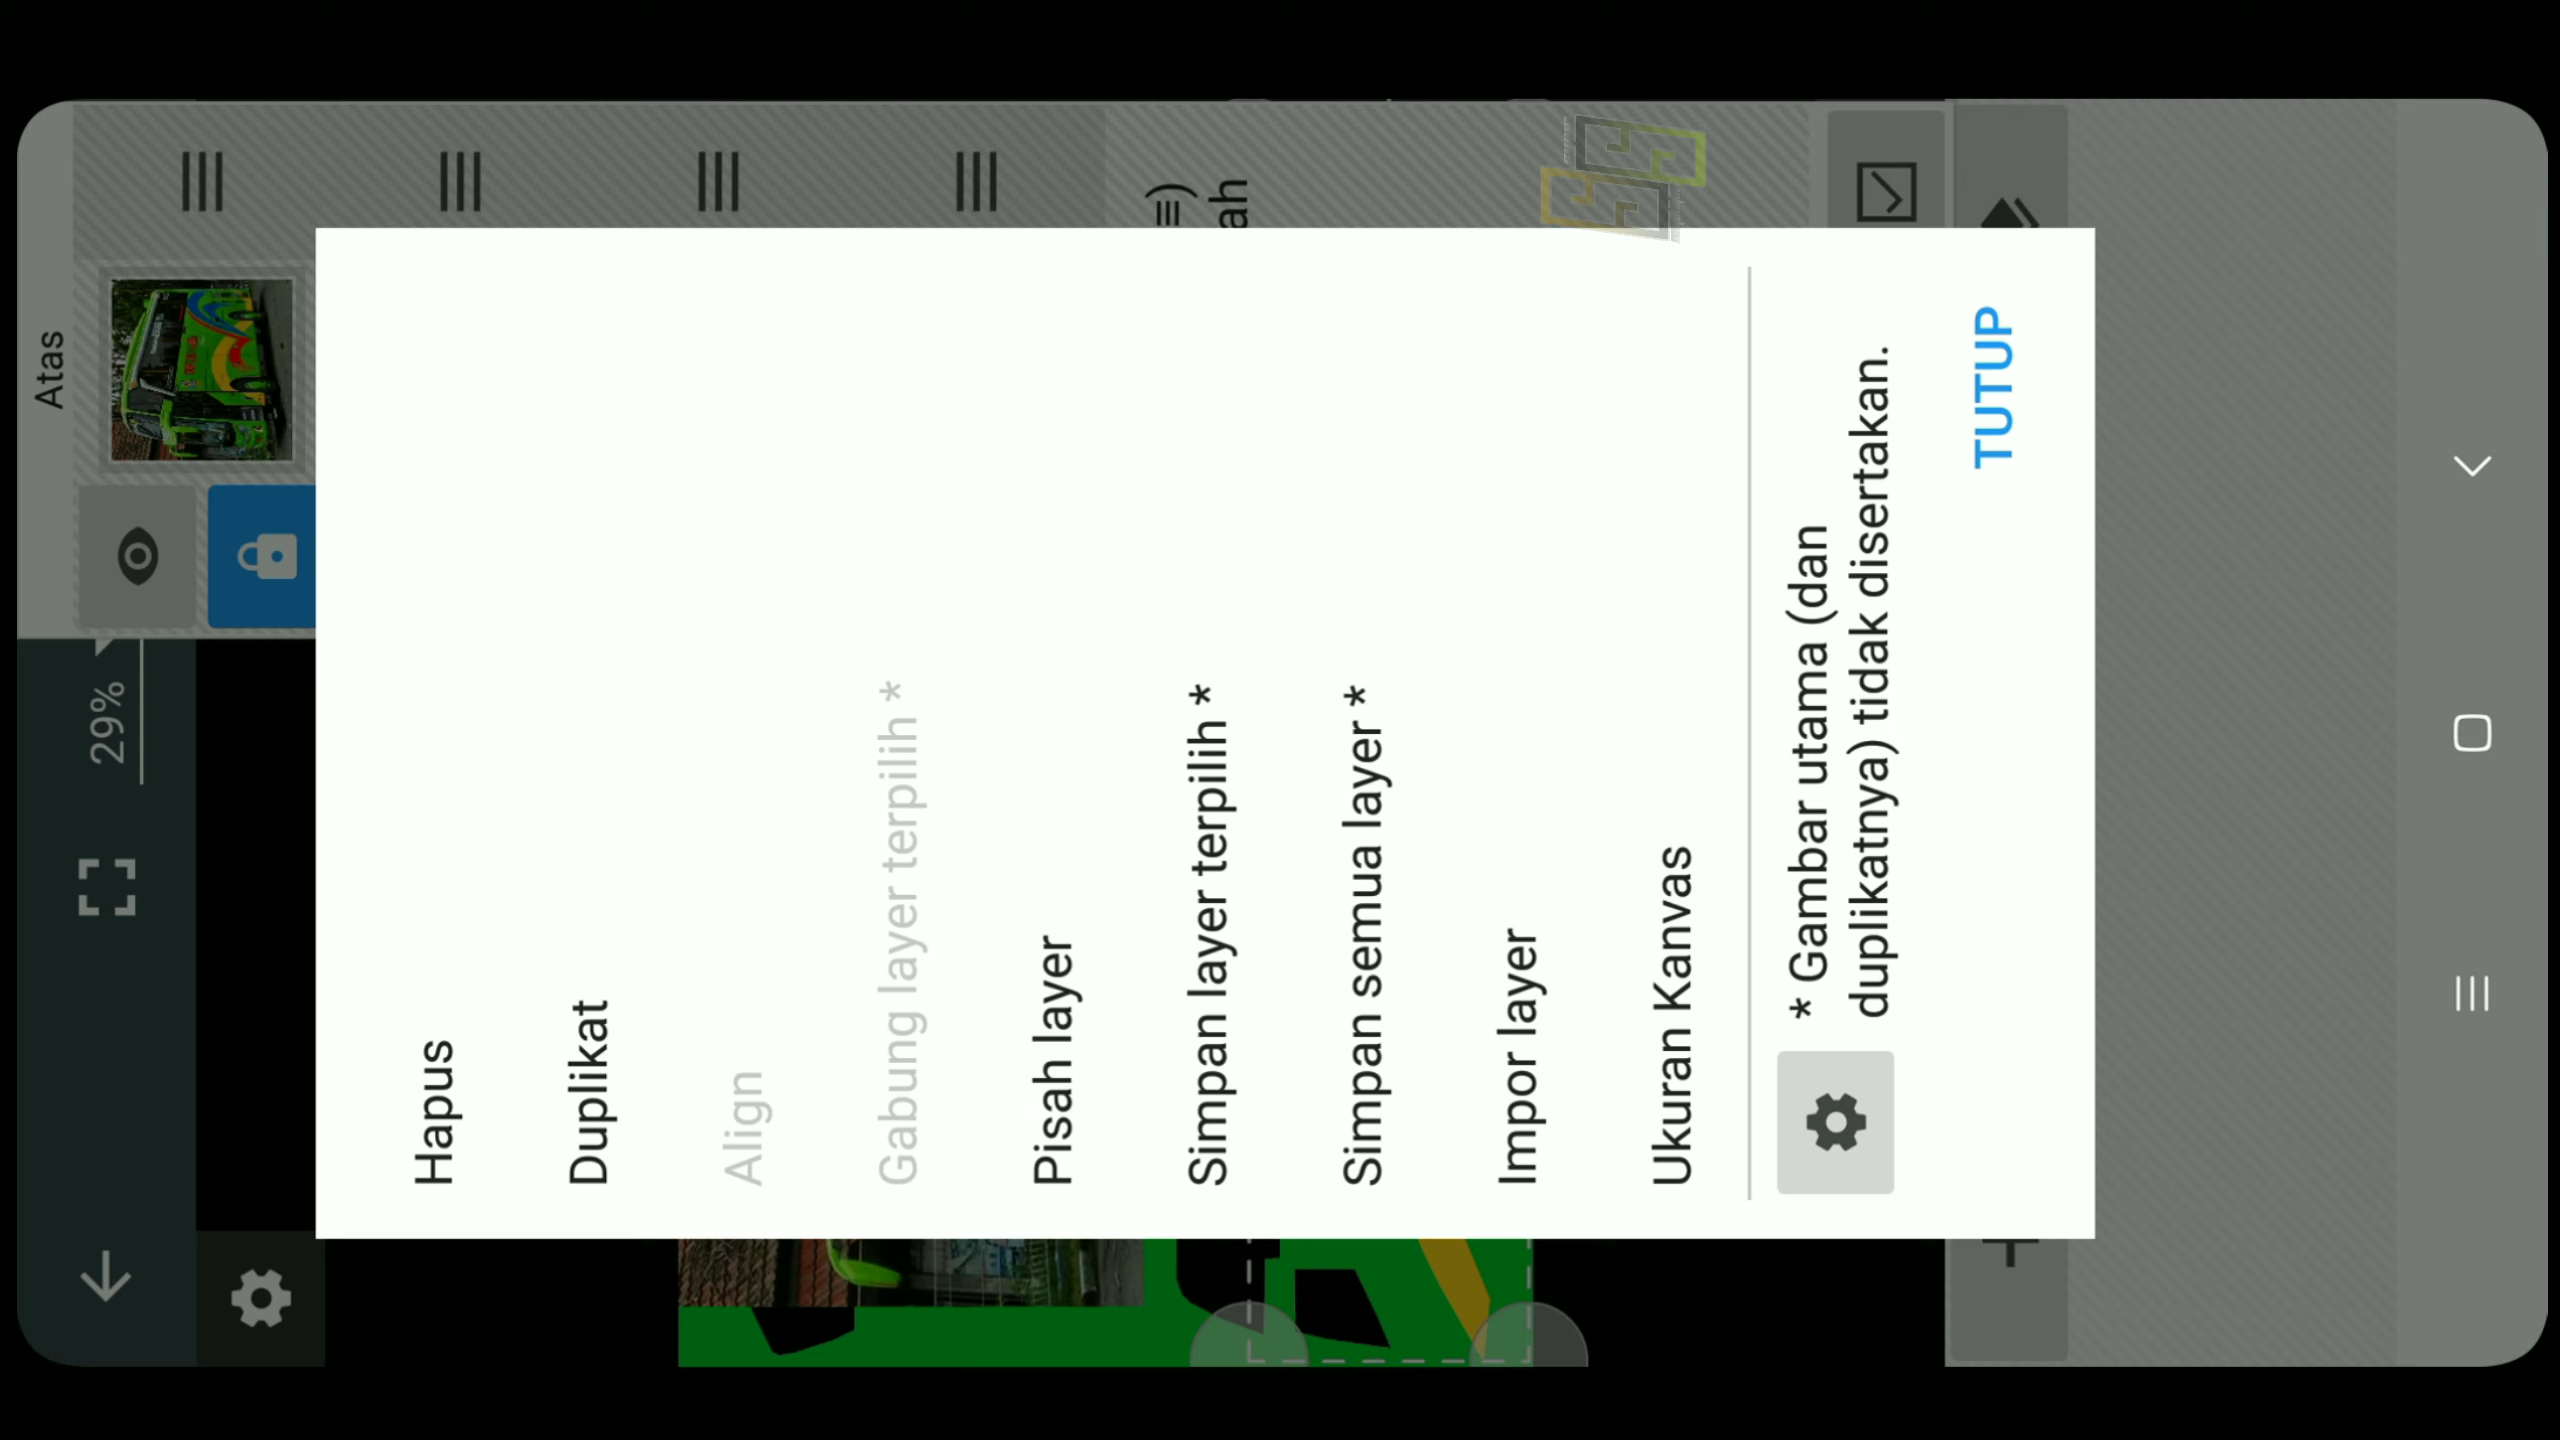 Atas
29%
ah
Hapus
Duplikat
Align
Gabung layer terpilih *
Pisah layer
Simpan layer terpilih *
Simpan semua layer *
Impor layer
Ukuran Kanvas
* Gambar utama (dan
duplikatnya) tidak disertakan.
TUTUP